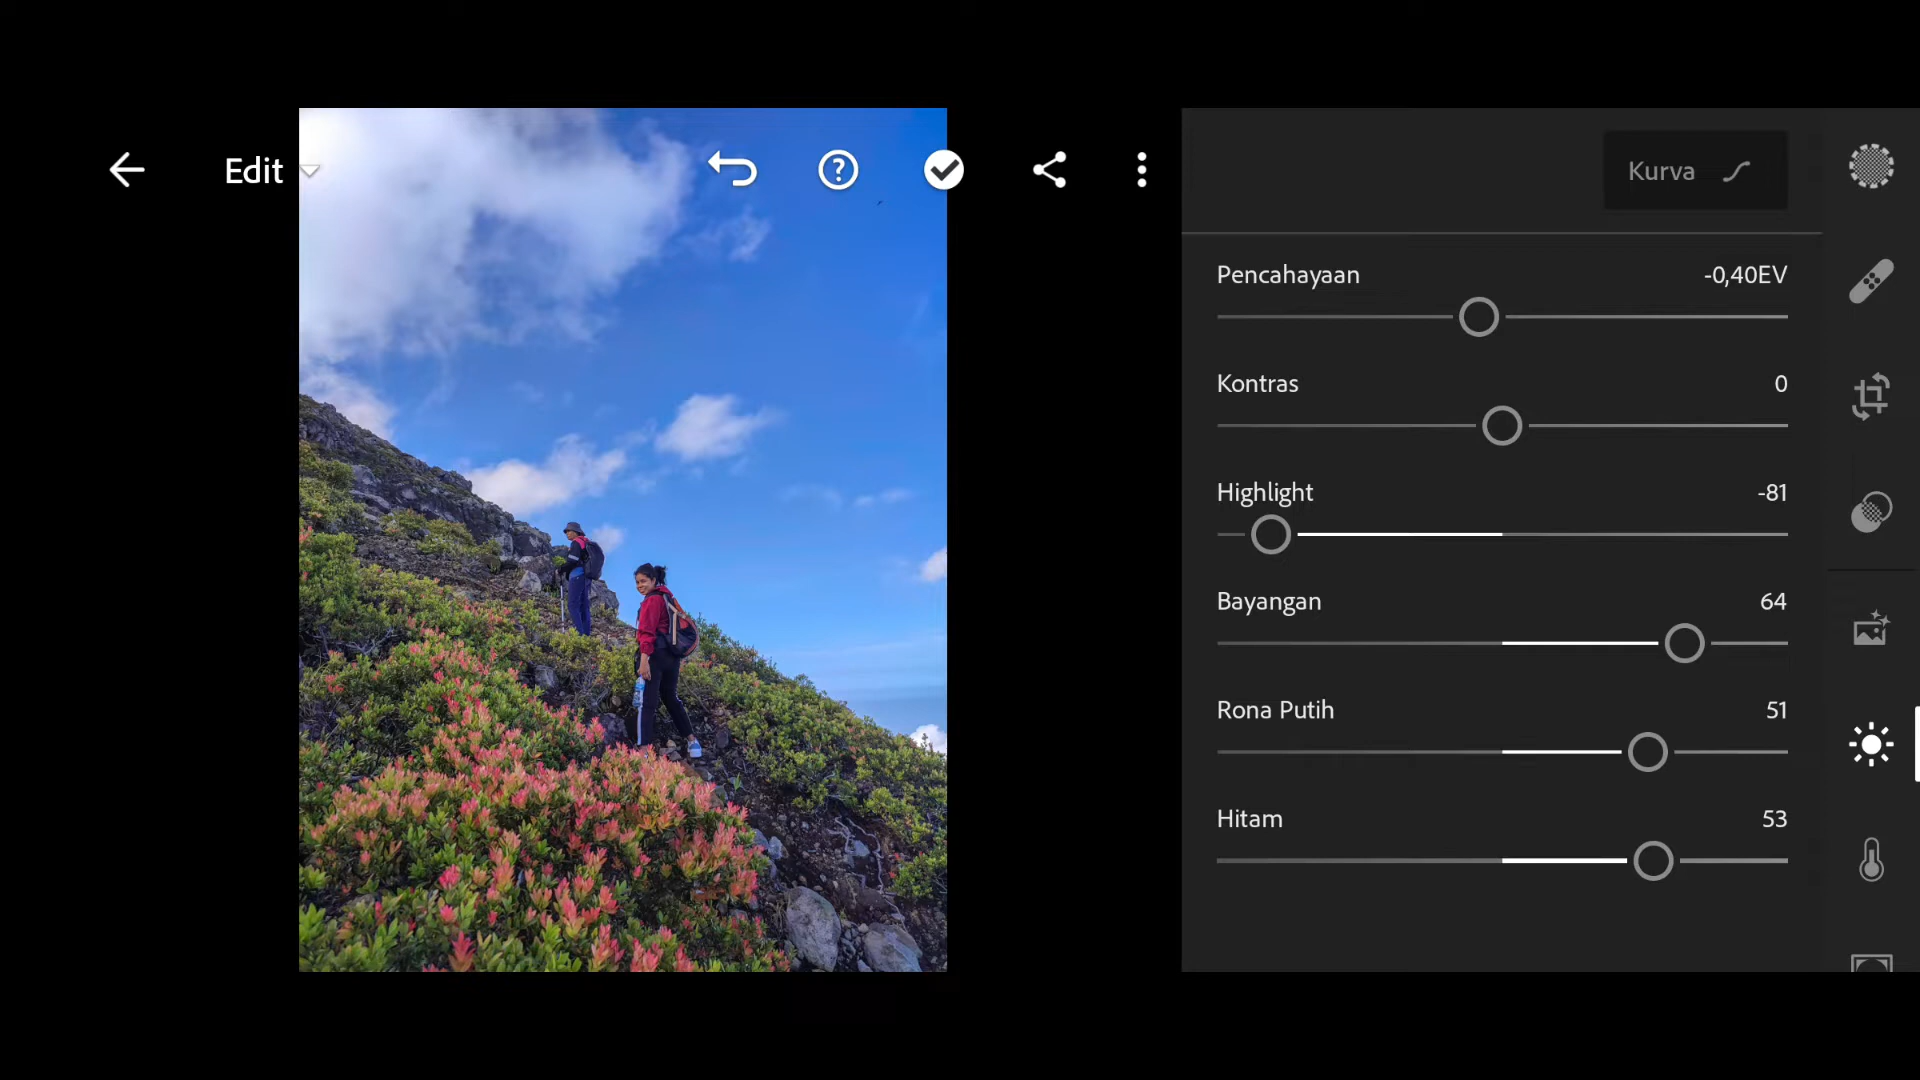 Edit
Kurva
Pencahayaan -0,40EV
Kontras 0
Highlight -81
Bayangan 64
Rona Putih 51
Hitam 53